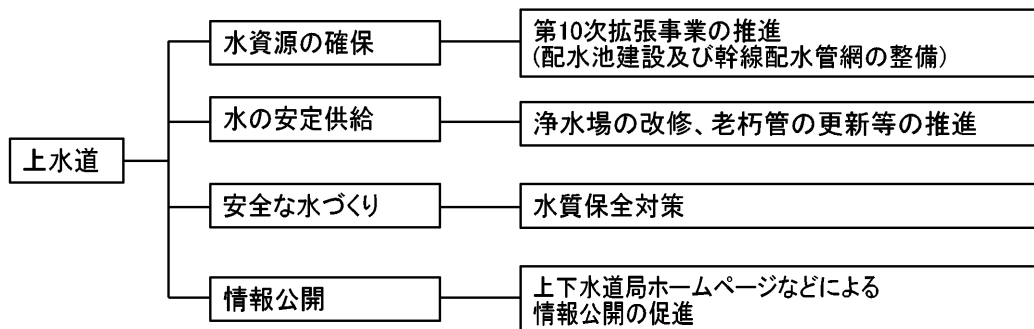 上水道
水資源の確保
第10次拡張事業の推進
(配水池建設及び幹線配水管網の整備)
水の安定供給
浄水場の改修、老朽管の更新等の推進
安全な水づくり
水質保全対策
情報公開
上下水道局ホームページなどによる
情報公開の促進